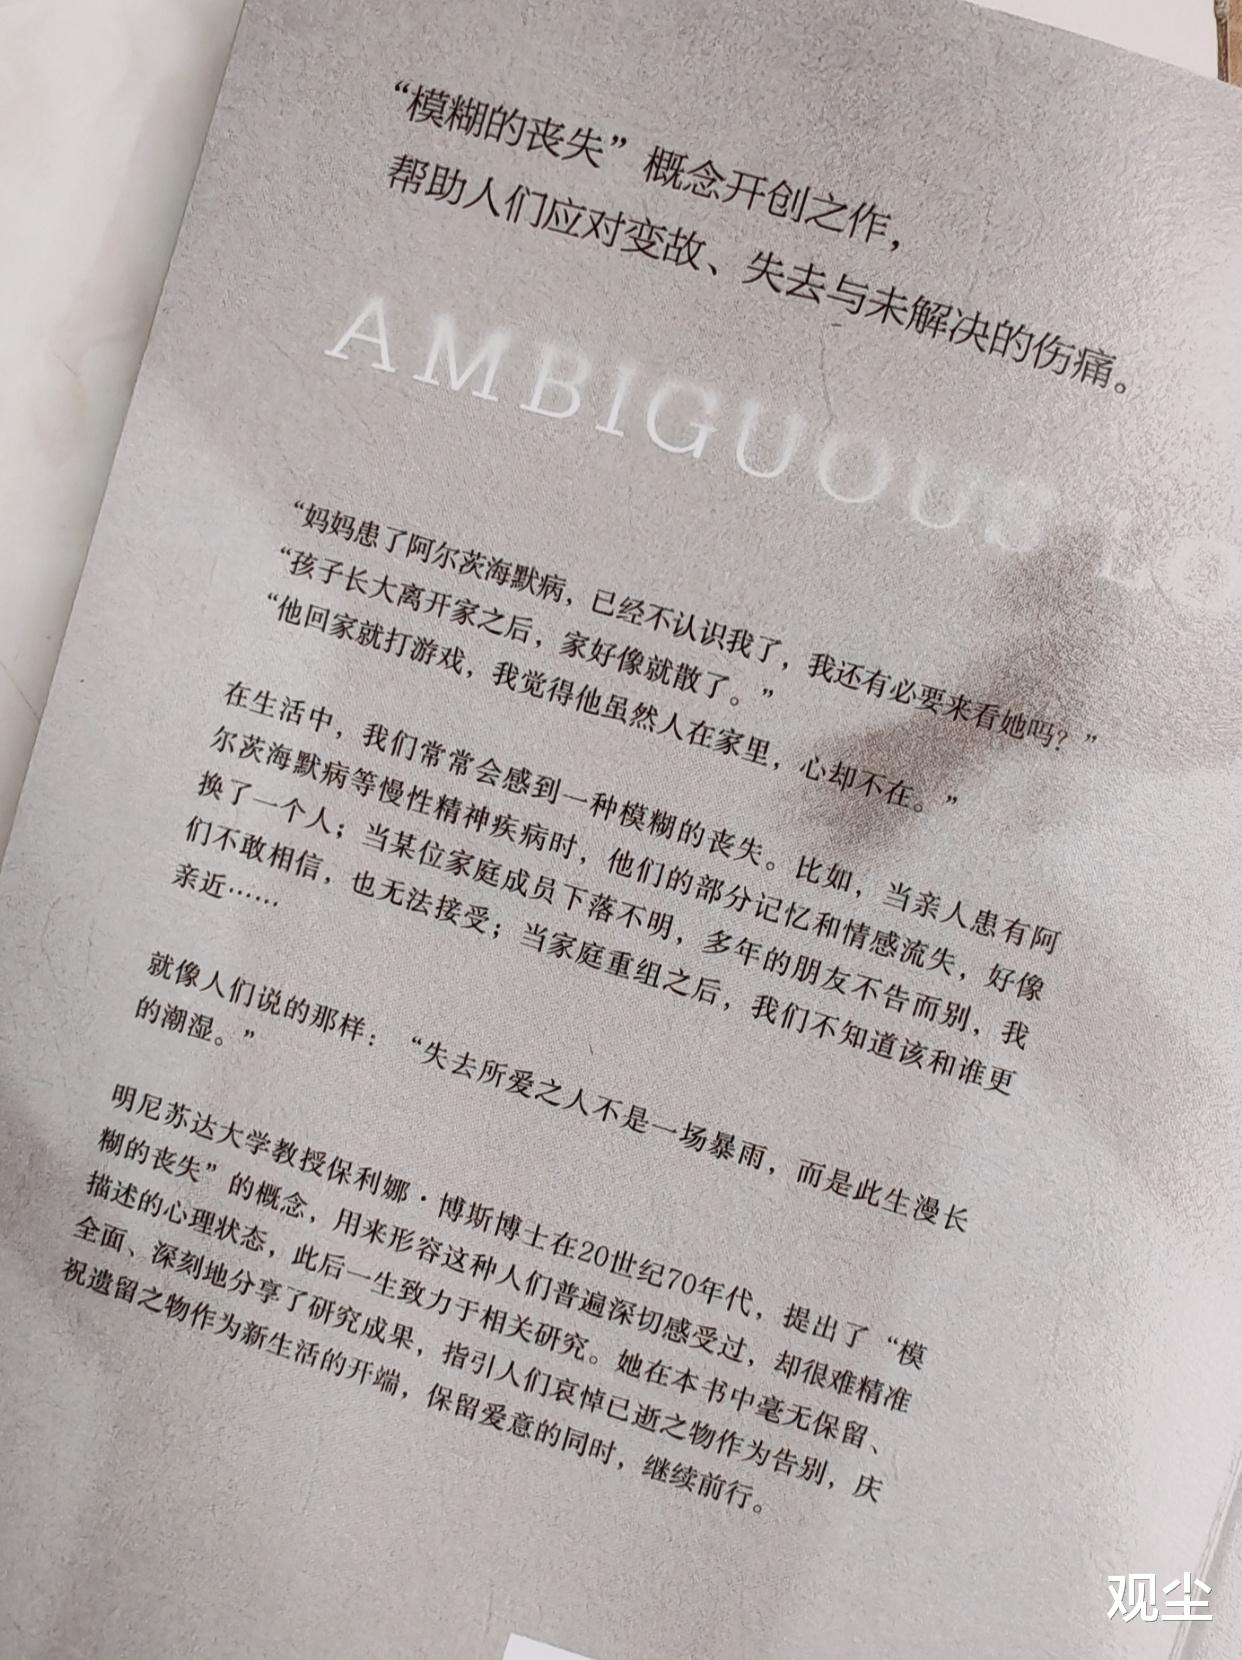 “模糊的丧失”概念开创之作，
帮助人们应对变故、失去与未解决的伤痛。
AMBIGUOUS LO
“妈妈患了阿尔茨海默病，已经不认识我了，我还有必要来看她吗？”
“孩子长大离开家之后，家好像就散了。”
“他回家就打游戏，我觉得他虽然人在家里，心却不在。”
在生活中，我们常常会感到一种模糊的丧失。比如，当亲人患有阿
尔茨海默病等慢性精神疾病时，他们的部分记忆和情感流失，好像
换了一个人；当某位家庭成员下落不明，多年的朋友不告而别，我
们不敢相信，也无法接受；当家庭重组之后，我们不知道该和谁更
亲近……
就像人们说的那样：“失去所爱之人不是一场暴雨，而是此生漫长
的潮湿。”
明尼苏达大学教授保利娜·博斯博士在20世纪70年代，提出了“模
糊的丧失”的概念，用来形容这种人们普遍深切感受过，却很难精准
描述的心理状态，此后一生致力于相关研究。她在本书中毫无保留、
全面、深刻地分享了研究成果，指引人们哀悼已逝之物作为告别，庆
祝遗留之物作为新生活的开端，保留爱意的同时，继续前行。
观尘